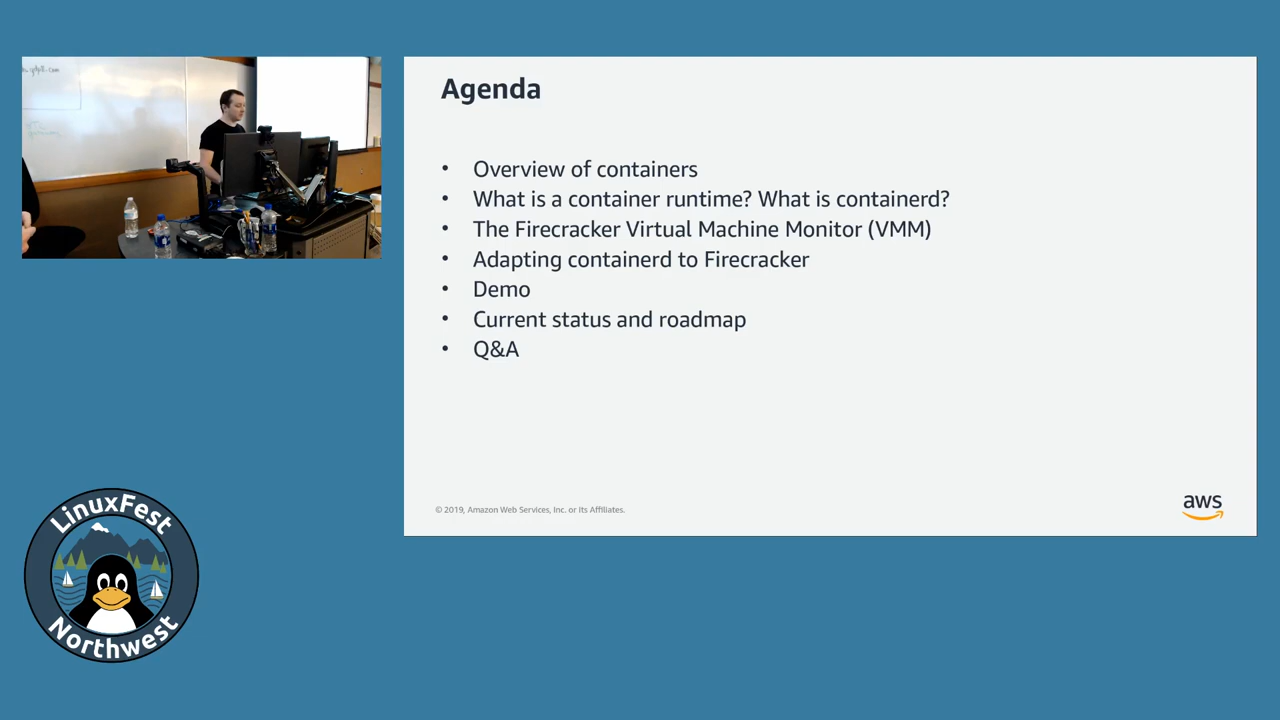 Agenda
• Overview of containers
• What is a container runtime? What is containerd?
• The Firecracker Virtual Machine Monitor (VMM)
• Adapting containerd to Firecracker
• Demo
• Current status and roadmap
• Q&A
© 2019, Amazon Web Services, Inc. or its Affiliates.
aws
LinuxFest
Northwest